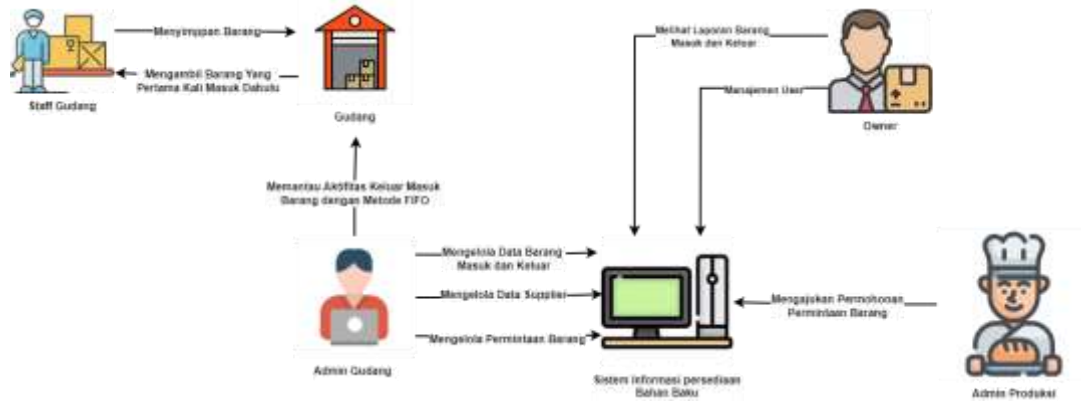 Menyimpan Barang
Mengambil Barang Yang
Pertama Kali Masuk Dahulu
Staff Gudang
Gudang
Melihat Laporan Barang
Masuk dan Keluar
Manajemen User
Owner
Memantau Aktifitas Keluar Masuk
Barang dengan Metode FIFO
Mengelola Data Barang
Masuk dan Keluar
Mengelola Data Supplier
Mengelola Permintaan Barang
Admin Gudang
Sistem Informasi persediaan
Bahan Baku
Mengajukan Permohonan
Permintaan Barang
Admin Produksi